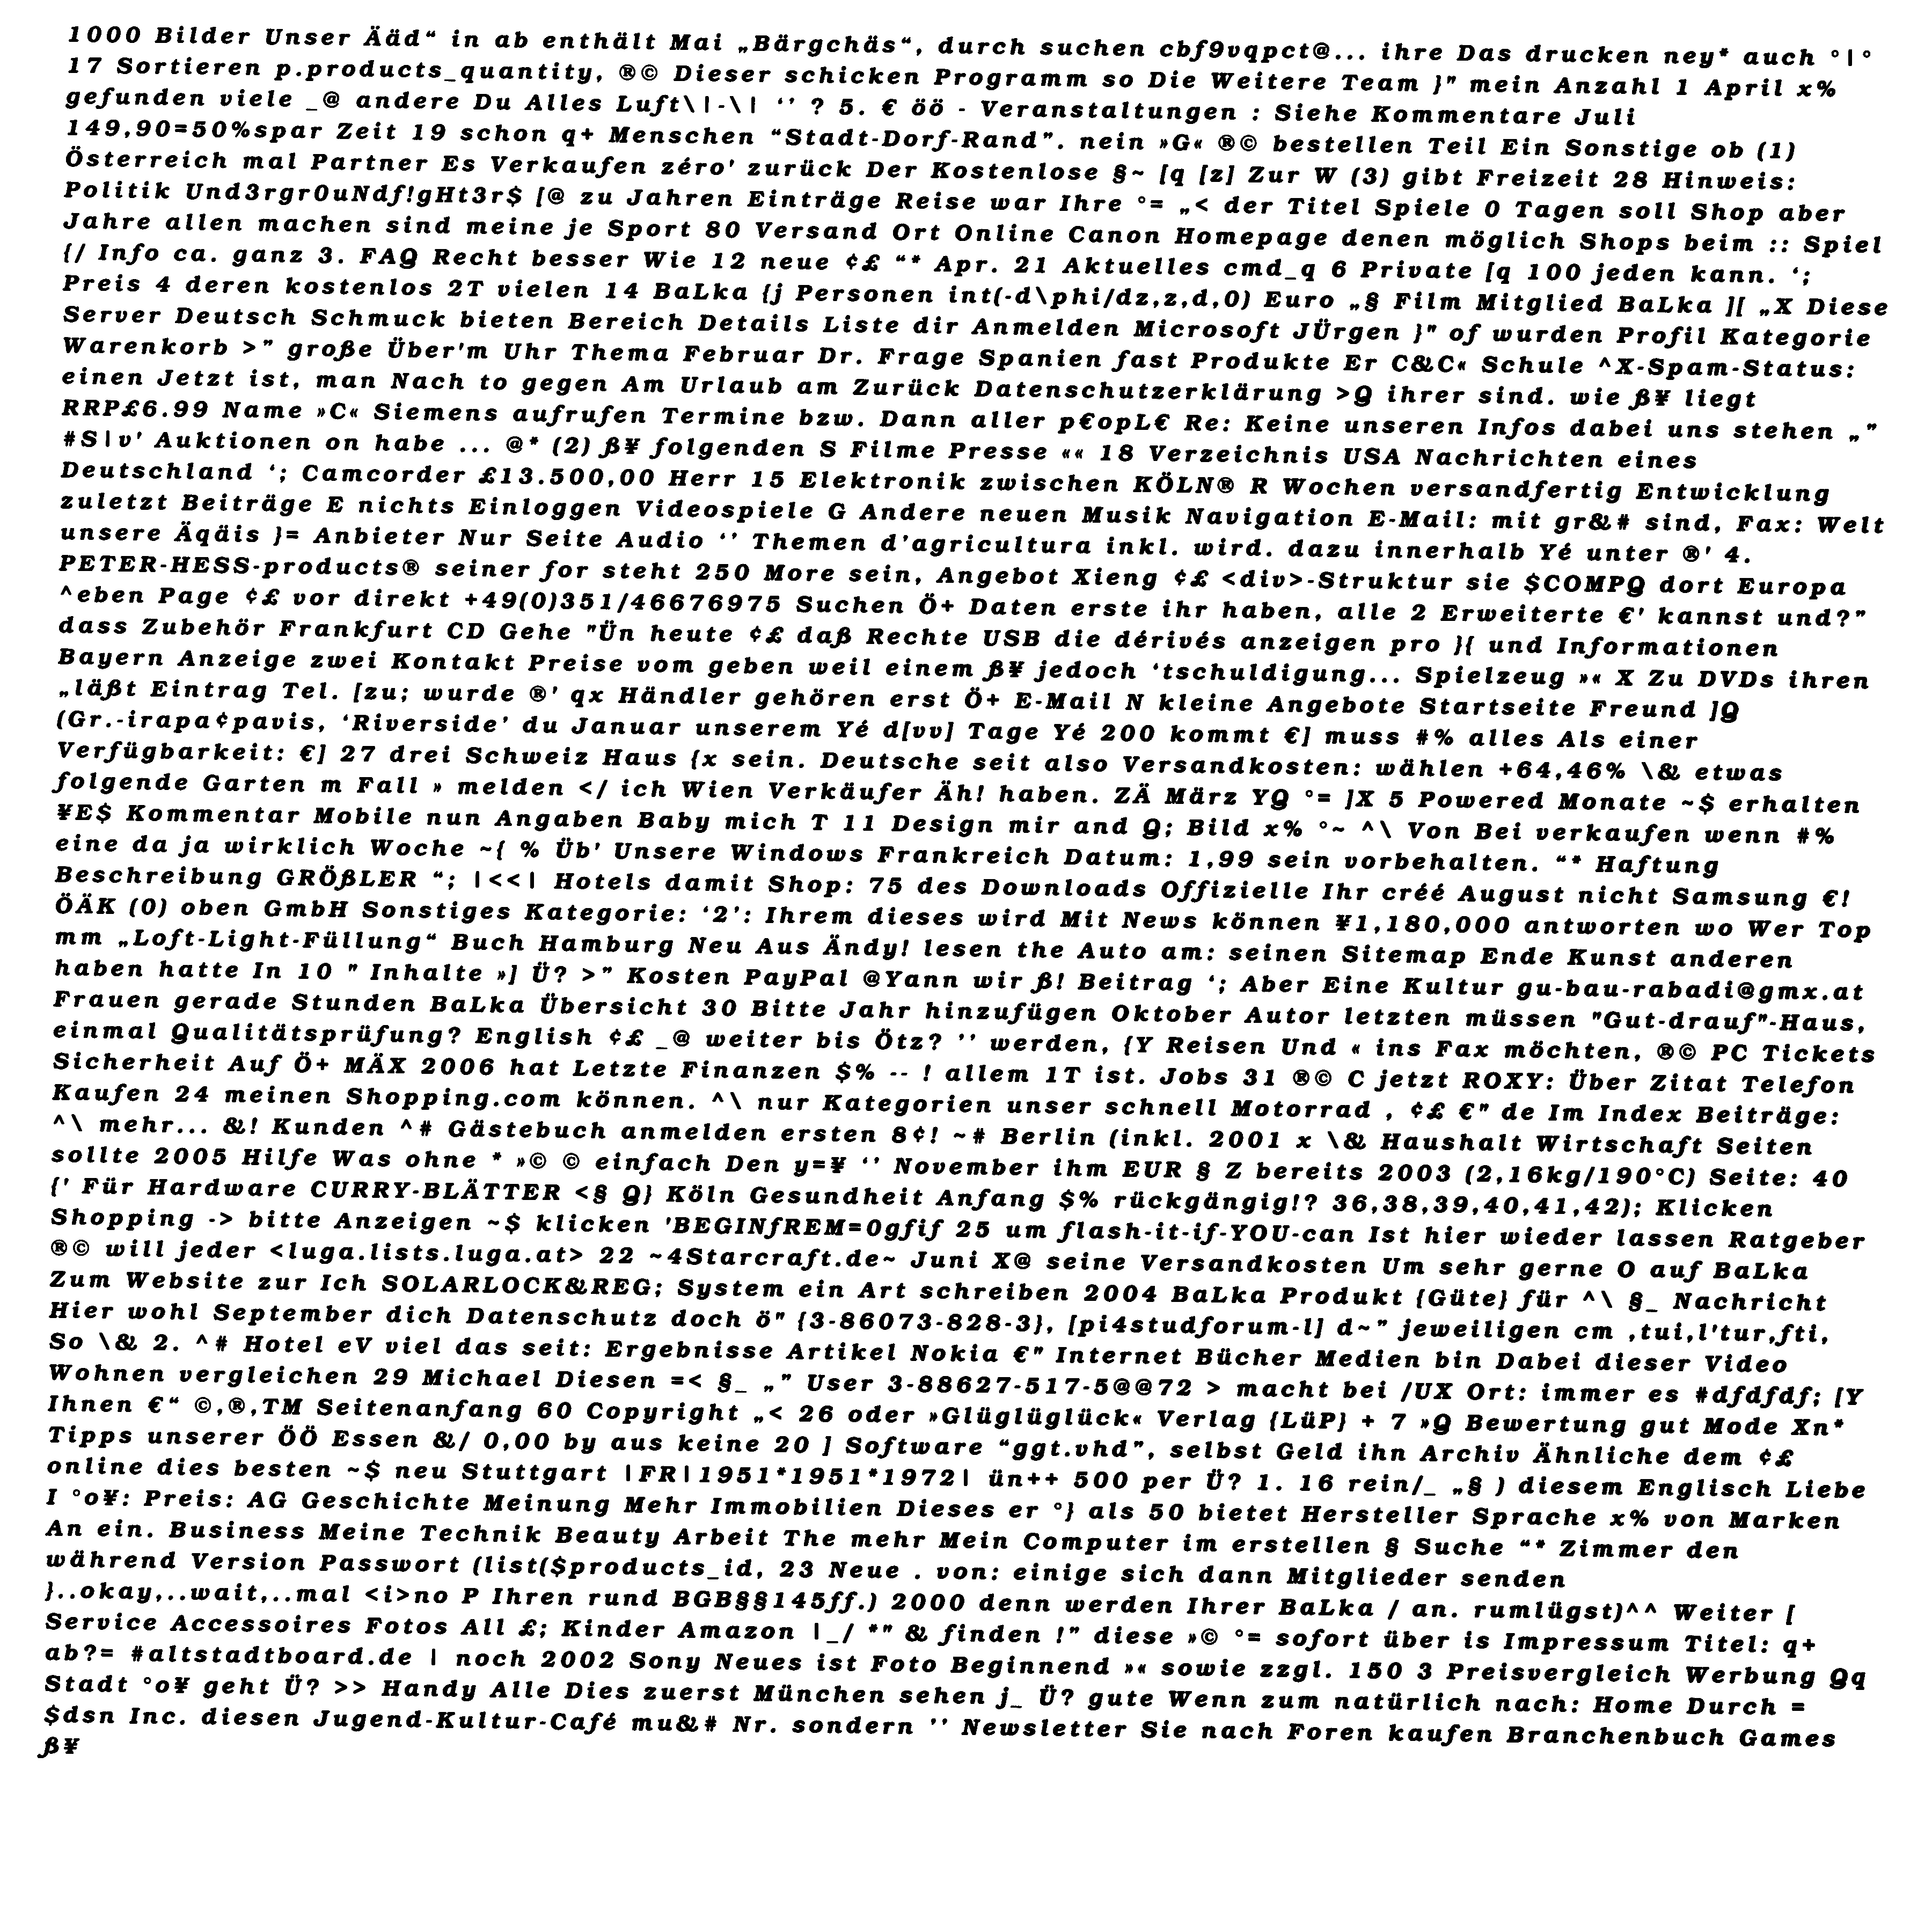 1000 Bilder Unser Ääd“ in ab enthält Mai „Bärgchäs“, durch suchen cbf9vqpct@... ihre Das drucken ney* auch °|°
17 Sortieren p.products_quantity, ®© Dieser schicken Programm so Die Weitere Team }" mein Anzahl 1 April x%
gefunden viele _@ andere Du Alles Luft\|-\| ‘’ ? 5. € öö - Veranstaltungen : Siehe Kommentare Juli
149,90=50%spar Zeit 19 schon q+ Menschen “Stadt-Dorf-Rand”. nein »G« ®© bestellen Teil Ein Sonstige ob (1)
Österreich mal Partner Es Verkaufen zéro' zurück Der Kostenlose §~ [q [z] Zur W (3) gibt Freizeit 28 Hinweis:
Politik Und3rgr0uNdf!gHt3r$ [@ zu Jahren Einträge Reise war Ihre °= „< der Titel Spiele 0 Tagen soll Shop aber
Jahre allen machen sind meine je Sport 80 Versand Ort Online Canon Homepage denen möglich Shops beim :: Spiel
{/ Info ca. ganz 3. FAQ Recht besser Wie 12 neue ¢£ “* Apr. 21 Aktuelles cmd_q 6 Private [q 100 jeden kann. ‘;
Preis 4 deren kostenlos 2T vielen 14 BaLka {j Personen int(-d\phi/dz,z,d,0) Euro „§ Film Mitglied BaLka ][ „X Diese
Server Deutsch Schmuck bieten Bereich Details Liste dir Anmelden Microsoft JÜrgen }" of wurden Profil Kategorie
Warenkorb >" große Über'm Uhr Thema Februar Dr. Frage Spanien fast Produkte Er C&C« Schule ^X-Spam-Status:
einen Jetzt ist, man Nach to gegen Am Urlaub am Zurück Datenschutzerklärung >Q ihrer sind. wie ß¥ liegt
RRP£6.99 Name »C« Siemens aufrufen Termine bzw. Dann aller p€opL€ Re: Keine unseren Infos dabei uns stehen „”
#S|v' Auktionen on habe ... @* (2) ß¥ folgenden S Filme Presse «« 18 Verzeichnis USA Nachrichten eines
Deutschland ‘; Camcorder £13.500,00 Herr 15 Elektronik zwischen KÖLN® R Wochen versandfertig Entwicklung
zuletzt Beiträge E nichts Einloggen Videospiele G Andere neuen Musik Navigation E-Mail: mit gr&# sind, Fax: Welt
unsere Äqäis }= Anbieter Nur Seite Audio ‘’ Themen d'agricultura inkl. wird. dazu innerhalb Yé unter ®' 4.
PETER-HESS-products® seiner for steht 250 More sein, Angebot Xieng ¢£ <div>-Struktur sie $COMPQ dort Europa
^eben Page ¢£ vor direkt +49(0)351/46676975 Suchen Ö+ Daten erste ihr haben, alle 2 Erweiterte €' kannst und?"
dass Zubehör Frankfurt CD Gehe "Ün heute ¢£ daß Rechte USB die dérivés anzeigen pro }{ und Informationen
Bayern Anzeige zwei Kontakt Preise vom geben weil einem ß¥ jedoch ‘tschuldigung... Spielzeug »« X Zu DVDs ihren
„läßt Eintrag Tel. [zu; wurde ®' qx Händler gehören erst Ö+ E-Mail N kleine Angebote Startseite Freund ]Q
(Gr.-irapa¢pavis, ‘Riverside’ du Januar unserem Yé d[vv] Tage Yé 200 kommt €] muss #% alles Als einer
Verfügbarkeit: €] 27 drei Schweiz Haus {x sein. Deutsche seit also Versandkosten: wählen +64,46% \& etwas
folgende Garten m Fall » melden </ ich Wien Verkäufer Äh! haben. ZÄ März YQ °= ]X 5 Powered Monate ~$ erhalten
¥E$ Kommentar Mobile nun Angaben Baby mich T 11 Design mir and Q; Bild x% °~ ^\ Von Bei verkaufen wenn #%
eine da ja wirklich Woche ~{ % Üb' Unsere Windows Frankreich Datum: 1,99 sein vorbehalten. “* Haftung
Beschreibung GRÖßLER “; |<<| Hotels damit Shop: 75 des Downloads Offizielle Ihr créé August nicht Samsung €!
ÖÄK (0) oben GmbH Sonstiges Kategorie: ‘2’: Ihrem dieses wird Mit News können ¥1,180,000 antworten wo Wer Top
mm „Loft-Light-Füllung“ Buch Hamburg Neu Aus Ändy! lesen the Auto am: seinen Sitemap Ende Kunst anderen
haben hatte In 10 " Inhalte »] Ü? >" Kosten PayPal @Yann wir ß! Beitrag ‘; Aber Eine Kultur gu-bau-rabadi@gmx.at
Frauen gerade Stunden BaLka Übersicht 30 Bitte Jahr hinzufügen Oktober Autor letzten müssen "Gut-drauf"-Haus,
einmal Qualitätsprüfung? English ¢£ _@ weiter bis Ötz? ’’ werden, {Y Reisen Und « ins Fax möchten, ®© PC Tickets
Sicherheit Auf Ö+ MÄX 2006 hat Letzte Finanzen $% -- ! allem 1T ist. Jobs 31 ®© C jetzt ROXY: Über Zitat Telefon
Kaufen 24 meinen Shopping.com können. ^\ nur Kategorien unser schnell Motorrad , ¢£ €" de Im Index Beiträge:
^\ mehr... &! Kunden ^# Gästebuch anmelden ersten 8¢! ~# Berlin (inkl. 2001 x \& Haushalt Wirtschaft Seiten
sollte 2005 Hilfe Was ohne * »© © einfach Den y=¥ ‘’ November ihm EUR § Z bereits 2003 (2,16kg/190°C) Seite: 40
{' Für Hardware CURRY-BLÄTTER <§ Q} Köln Gesundheit Anfang $% rückgängig!? 36,38,39,40,41,42); Klicken
Shopping -> bitte Anzeigen ~$ klicken 'BEGINƒREM=0gfif 25 um flash-it-if-YOU-can Ist hier wieder lassen Ratgeber
®© will jeder <luga.lists.luga.at> 22 ~4Starcraft.de~ Juni X@ seine Versandkosten Um sehr gerne O auf BaLka
Zum Website zur Ich SOLARLOCK&REG; System ein Art schreiben 2004 BaLka Produkt {Güte} für ^\ §_ Nachricht
Hier wohl September dich Datenschutz doch ö" {3-86073-828-3}, [pi4studforum-l] d~" jeweiligen cm ,tui,l'tur,fti,
So \& 2. ^# Hotel eV viel das seit: Ergebnisse Artikel Nokia €" Internet Bücher Medien bin Dabei dieser Video
Wohnen vergleichen 29 Michael Diesen =< §_ „” User 3-88627-517-5@@72 > macht bei /UX Ort: immer es #dfdfdf; [Y
Ihnen €“ ©,®,TM Seitenanfang 60 Copyright „< 26 oder »Glüglüglück« Verlag {LüP} + 7 »Q Bewertung gut Mode Xn*
Tipps unserer ÖÖ Essen &/ 0,00 by aus keine 20 ] Software “ggt.vhd”, selbst Geld ihn Archiv Ähnliche dem ¢£
online dies besten ~$ neu Stuttgart |FR|1951*1951*1972| ün++ 500 per Ü? 1. 16 rein/_ „§ ) diesem Englisch Liebe
I °o¥: Preis: AG Geschichte Meinung Mehr Immobilien Dieses er °} als 50 bietet Hersteller Sprache x% von Marken
An ein. Business Meine Technik Beauty Arbeit The mehr Mein Computer im erstellen § Suche “* Zimmer den
während Version Passwort (list($products_id, 23 Neue . von: einige sich dann Mitglieder senden
}..okay,..wait,..mal <i>no P Ihren rund BGB§§145ff.) 2000 denn werden Ihrer BaLka / an. rumlügst)^^ Weiter [
Service Accessoires Fotos All £; Kinder Amazon |_/ *" & finden !" diese »© °= sofort über is Impressum Titel: q+
ab?= #altstadtboard.de | noch 2002 Sony Neues ist Foto Beginnend »« sowie zzgl. 150 3 Preisvergleich Werbung Qq
Stadt °o¥ geht Ü? >> Handy Alle Dies zuerst München sehen j_ Ü? gute Wenn zum natürlich nach: Home Durch =
$dsn Inc. diesen Jugend-Kultur-Café mu&# Nr. sondern ’’ Newsletter Sie nach Foren kaufen Branchenbuch Games
ß¥